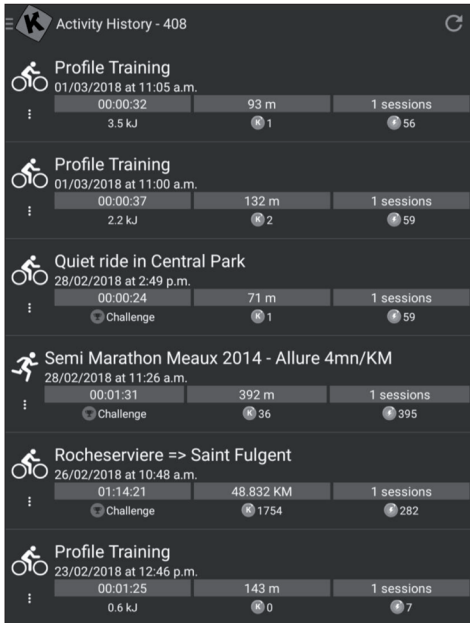 K Activity History - 408
Profile Training
01/03/2018 at 11:05 a.m.
00:00:32 93 m 1 sessions
3.5 kJ K 1 56
Profile Training
01/03/2018 at 11:00 a.m.
00:00:37 132 m 1 sessions
2.2 kJ K 2 59
Quiet ride in Central Park
28/02/2018 at 2:49 p.m.
00:00:24 71 m 1 sessions
Challenge K 1 59
Semi Marathon Meaux 2014 - Allure 4mn/KM
28/02/2018 at 11:26 a.m.
00:01:31 392 m 1 sessions
Challenge K 36 395
Rocheserviere => Saint Fulgent
26/02/2018 at 10:48 a.m.
01:14:21 48.832 KM 1 sessions
Challenge K 1754 282
Profile Training
23/02/2018 at 12:46 p.m.
00:01:25 143 m 1 sessions
0.6 kJ K 0 7